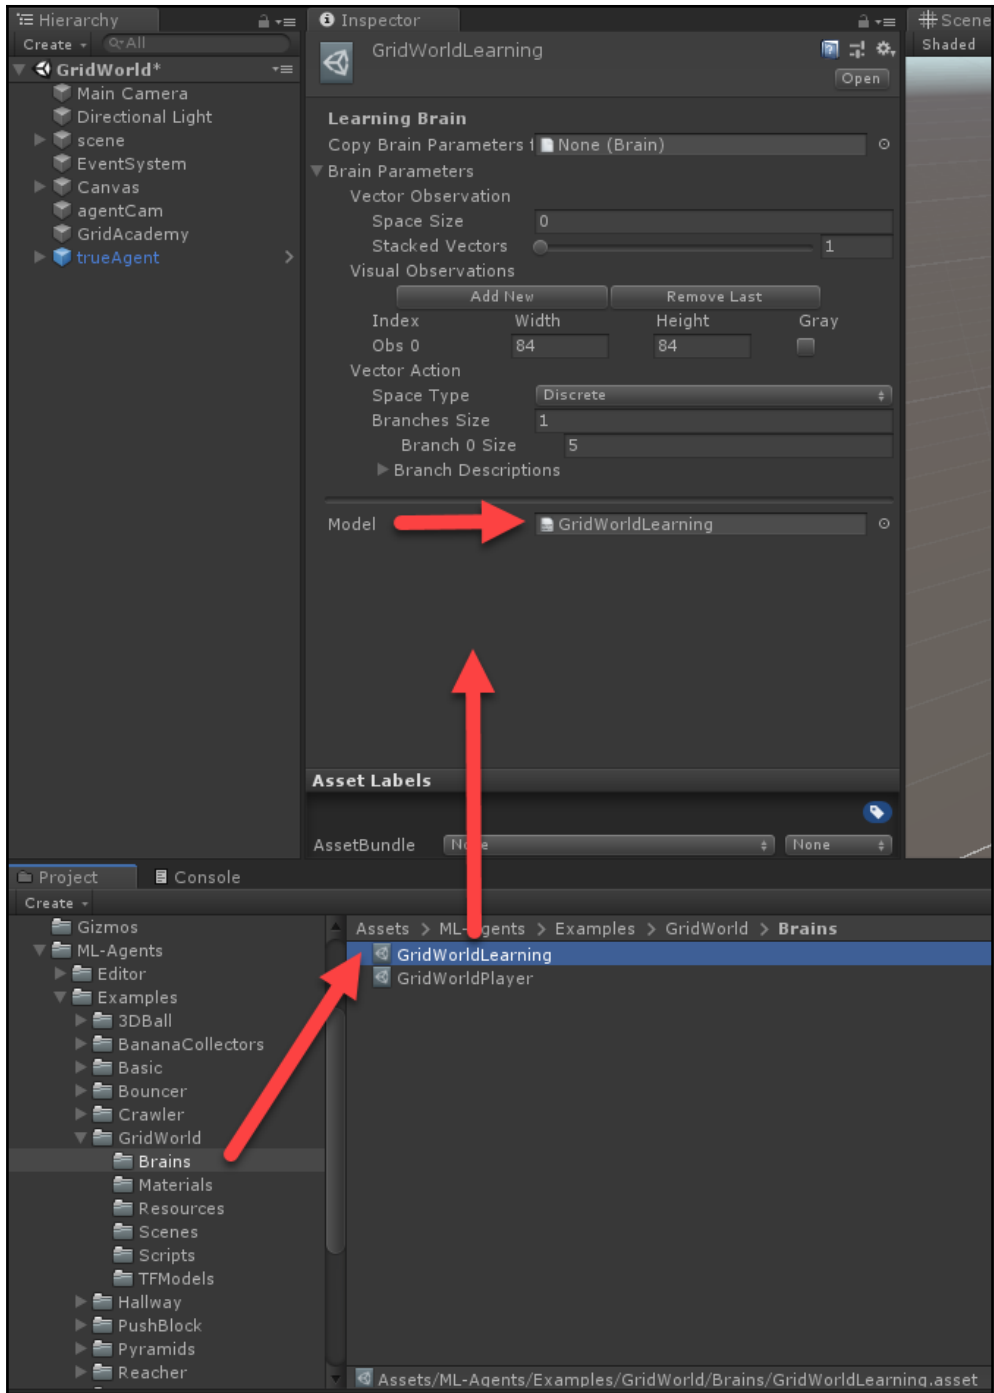 Hierarchy
Create
All
GridWorld*
Main Camera
Directional Light
scene
EventSystem
Canvas
agentCam
GridAcademy
trueAgent
Inspector
GridWorldLearning
Open
Learning Brain
Copy Brain Parameters f None (Brain)
Brain Parameters
Vector Observation
Space Size 0
Stacked Vectors 1
Visual Observations
Add New Remove Last
Index Width Height Gray
Obs 0 84 84
Vector Action
Space Type Discrete
Branches Size 1
Branch 0 Size 5
Branch Descriptions
Model GridWorldLearning
Asset Labels
AssetBundle None None
Scene
Shaded
Project Console
Create
Gizmos
ML-Agents
Editor
Examples
3DBall
BananaCollectors
Basic
Bouncer
Crawler
GridWorld
Brains
Materials
Resources
Scenes
Scripts
TFModels
Hallway
PushBlock
Pyramids
Reacher
Assets > ML-Agents > Examples > GridWorld > Brains
GridWorldLearning
GridWorldPlayer
Assets/ML-Agents/Examples/GridWorld/Brains/GridWorldLearning.asset